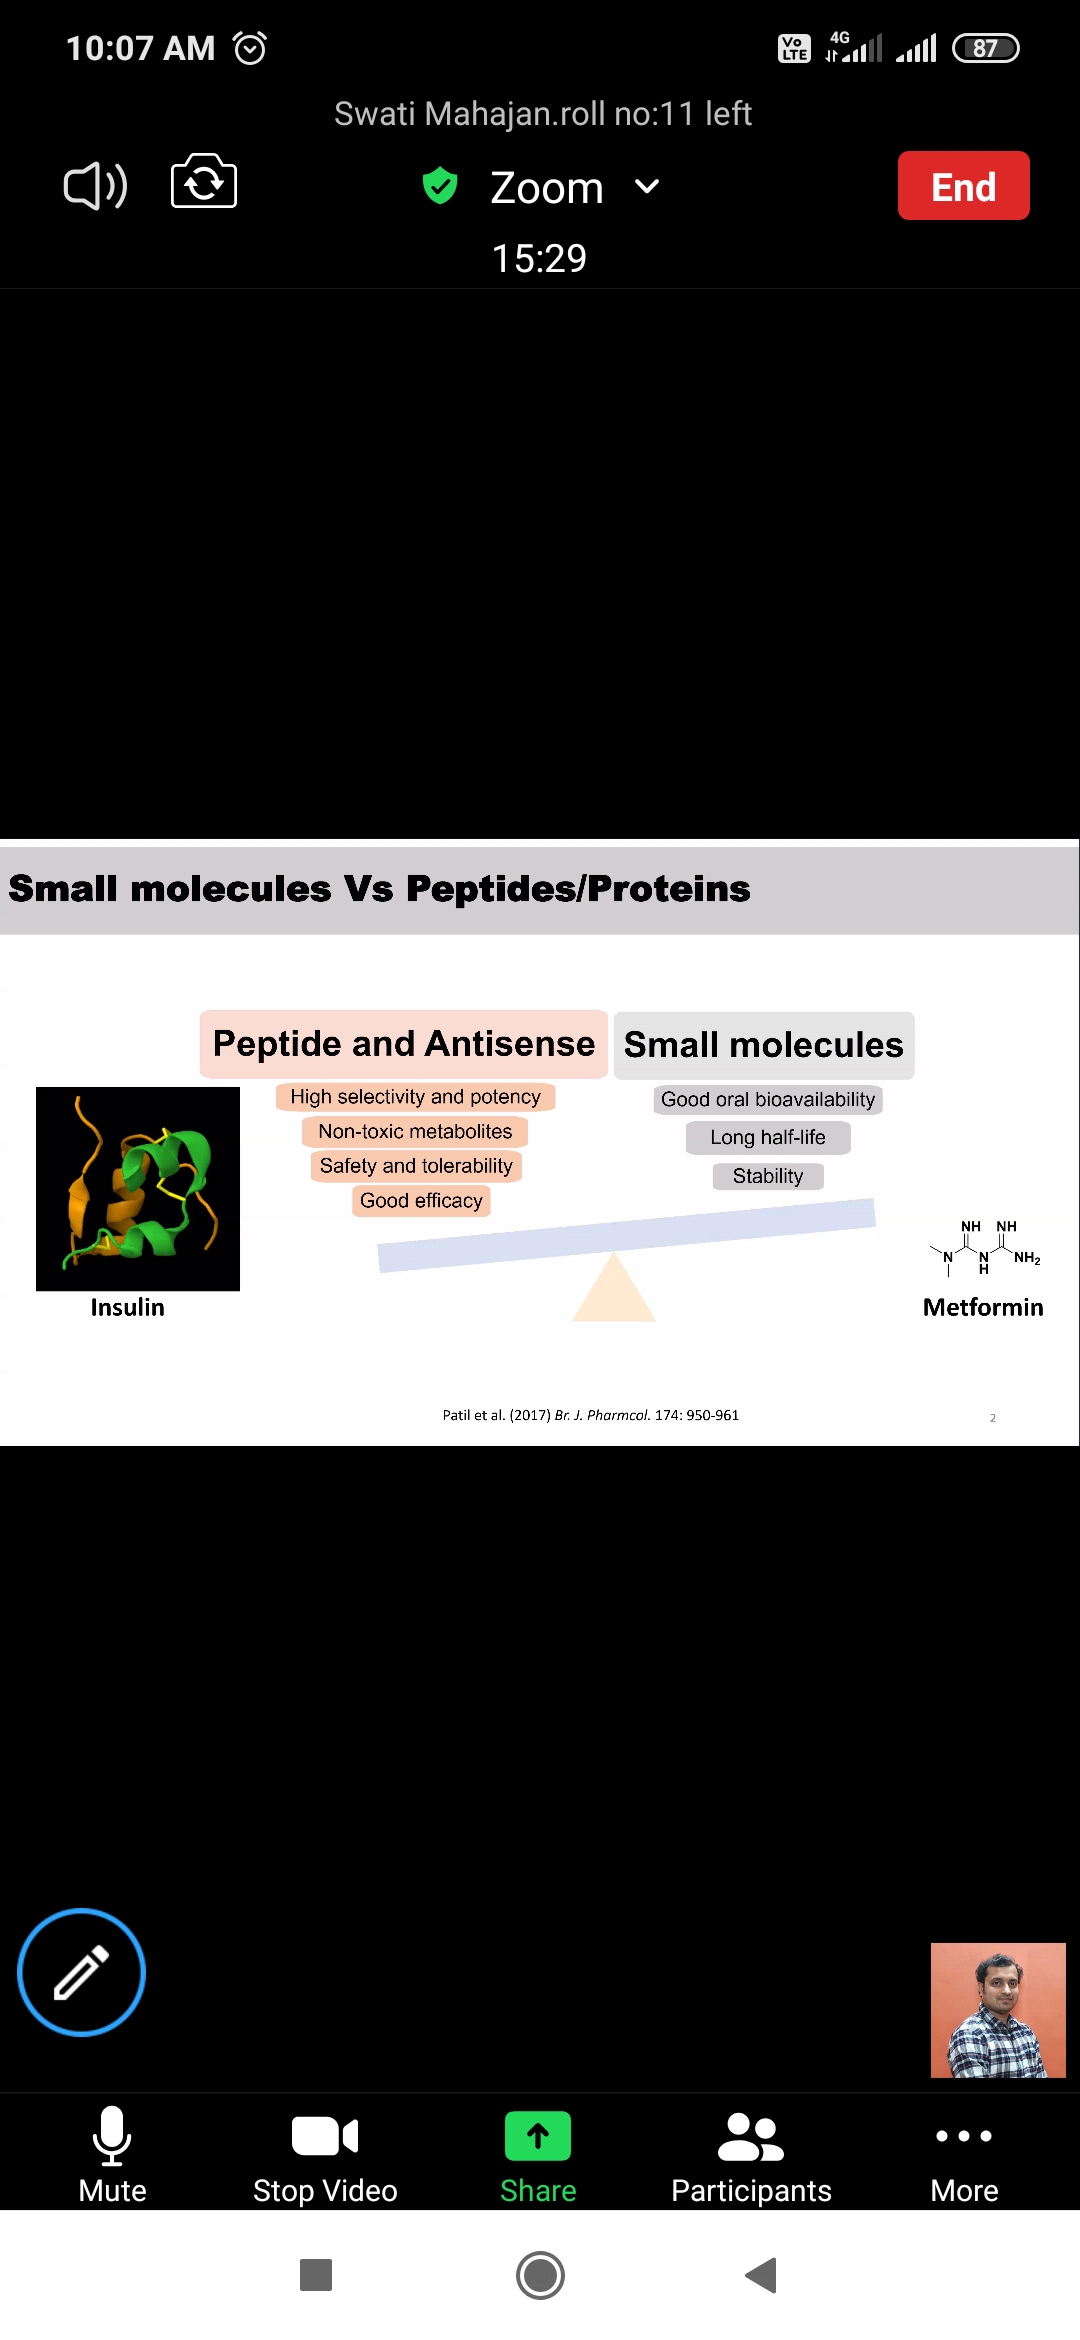 10:07 AM
Vo LTE 4G 87
Swati Mahajan.roll no:11 left
Zoom
End
15:29
Small molecules Vs Peptides/Proteins
Peptide and Antisense Small molecules
High selectivity and potency Good oral bioavailability
Non-toxic metabolites Long half-life
Safety and tolerability Stability
Good efficacy
NH NH
N N H NH2
Insulin Metformin
Patil et al. (2017) Br. J. Pharmcol. 174: 950-961 2
Mute Stop Video Share Participants More